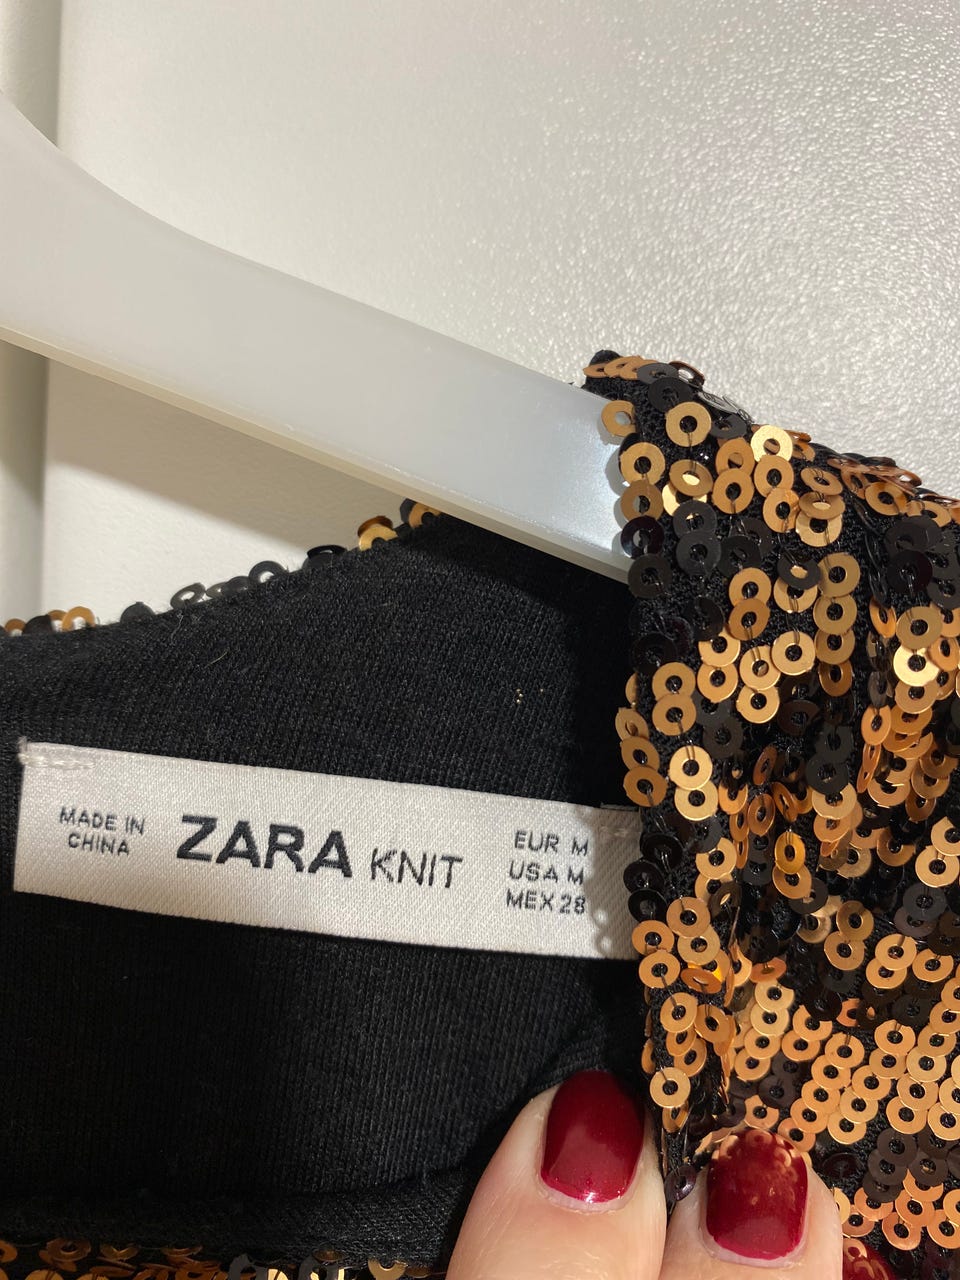 MADE IN
CHINA
ZARA KNIT
EUR M
USA M
MEX 28